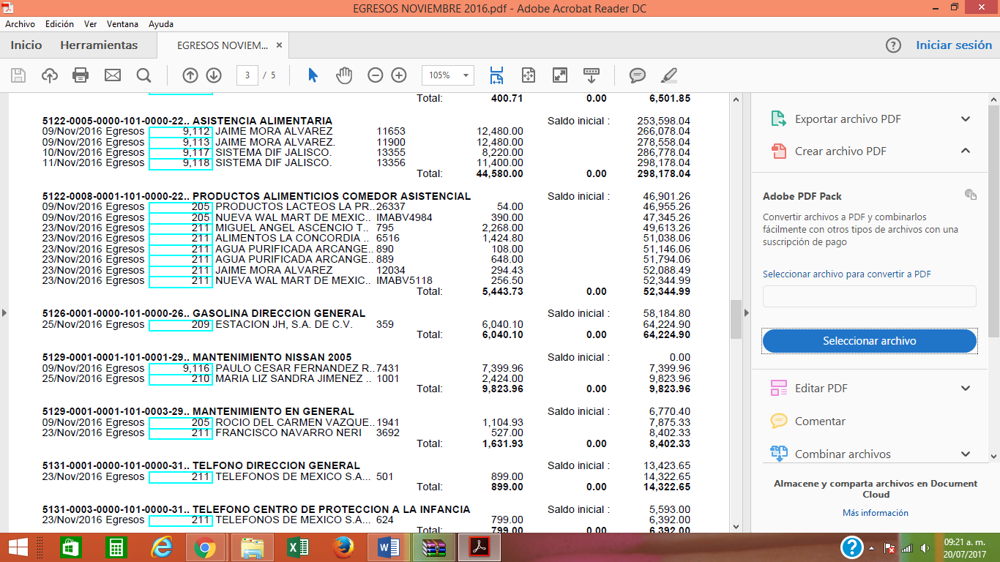 EGRESOS NOVIEMBRE 2016.pdf - Adobe Acrobat Reader DC
Archivo Edición Ver Ventana Ayuda
Inicio Herramientas EGRESOS NOVIEM... × ? Iniciar sesión
3 / 5 105%
Total: 400.71 0.00 6,501.85
5122-0005-0000-101-0000-22.. ASISTENCIA ALIMENTARIA Saldo inicial : 253,598.04
09/Nov/2016 Egresos 9,112 JAIME MORA ALVAREZ 11653 12,480.00 266,078.04
09/Nov/2016 Egresos 9,113 JAIME MORA ALVAREZ. 11900 12,480.00 278,558.04
10/Nov/2016 Egresos 9,117 SISTEMA DIF JALISCO. 13355 8,220.00 286,778.04
11/Nov/2016 Egresos 9,118 SISTEMA DIF JALISCO. 13356 11,400.00 298,178.04
Total: 44,580.00 0.00 298,178.04
5122-0008-0001-101-0000-22.. PRODUCTOS ALIMENTICIOS COMEDOR ASISTENCIAL Saldo inicial : 46,901.26
09/Nov/2016 Egresos 205 PRODUCTOS LACTEOS LA PR.. 26337 54.00 46,955.26
09/Nov/2016 Egresos 205 NUEVA WAL MART DE MEXIC.. IMABV4984 390.00 47,345.26
23/Nov/2016 Egresos 211 MIGUEL ANGEL ASCENCIO T.. 795 2,268.00 49,613.26
23/Nov/2016 Egresos 211 ALIMENTOS LA CONCORDIA .. 6516 1,424.80 51,038.06
23/Nov/2016 Egresos 211 AGUA PURIFICADA ARCANGE.. 890 108.00 51,146.06
23/Nov/2016 Egresos 211 AGUA PURIFICADA ARCANGE.. 889 648.00 51,794.06
23/Nov/2016 Egresos 211 JAIME MORA ALVAREZ 12034 294.43 52,088.49
23/Nov/2016 Egresos 211 NUEVA WAL MART DE MEXIC.. IMABV5118 256.50 52,344.99
Total: 5,443.73 0.00 52,344.99
5126-0001-0000-101-0000-26.. GASOLINA DIRECCION GENERAL Saldo inicial : 58,184.80
25/Nov/2016 Egresos 209 ESTACION JH, S.A. DE C.V. 359 6,040.10 64,224.90
Total: 6,040.10 0.00 64,224.90
5129-0001-0001-101-0001-29.. MANTENIMIENTO NISSAN 2005 Saldo inicial : 0.00
09/Nov/2016 Egresos 9,116 PAULO CESAR FERNANDEZ R.. 7431 7,399.96 7,399.96
25/Nov/2016 Egresos 210 MARIA LIZ SANDRA JIMENEZ .. 1001 2,424.00 9,823.96
Total: 9,823.96 0.00 9,823.96
5129-0001-0001-101-0003-29.. MANTENIMIENTO EN GENERAL Saldo inicial : 6,770.40
09/Nov/2016 Egresos 205 ROCIO DEL CARMEN VAZQUE.. 1941 1,104.93 7,875.33
23/Nov/2016 Egresos 211 FRANCISCO NAVARRO NERI 3692 527.00 8,402.33
Total: 1,631.93 0.00 8,402.33
5131-0001-0000-101-0000-31.. TELFONO DIRECCION GENERAL Saldo inicial : 13,423.65
23/Nov/2016 Egresos 211 TELEFONOS DE MEXICO S.A... 501 899.00 14,322.65
Total: 899.00 0.00 14,322.65
5131-0003-0000-101-0000-31.. TELEFONO CENTRO DE PROTECCION A LA INFANCIA Saldo inicial : 5,593.00
23/Nov/2016 Egresos 211 TELEFONOS DE MEXICO S.A... 624 799.00 6,392.00
Total: 799.00 0.00 6,392.00
Exportar archivo PDF
Crear archivo PDF
Adobe PDF Pack
Convertir archivos a PDF y combinarlos
fácilmente con otros tipos de archivos con una
suscripción de pago
Seleccionar archivo para convertir a PDF
Seleccionar archivo
Editar PDF
Comentar
Combinar archivos
Almacene y comparta archivos en Document
Cloud
Más información
09:21 a. m.
20/07/2017